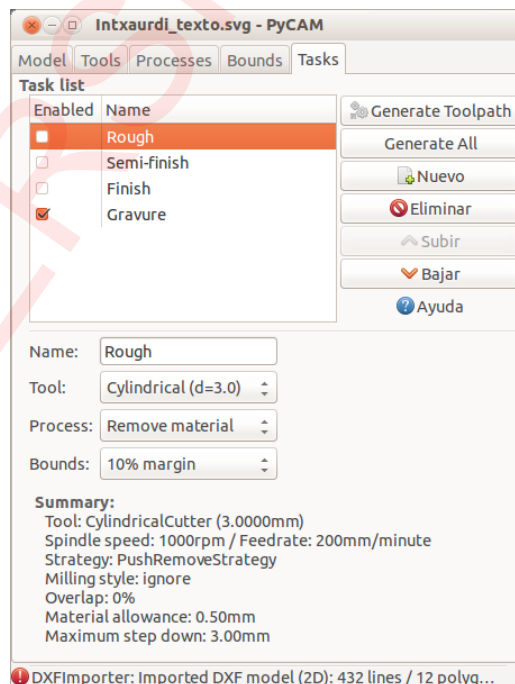 Intxaurdi_texto.svg - PyCAM
Model Tools Processes Bounds Tasks
Task list
Enabled Name
Rough
Semi-finish
Finish
Gravure
Generate Toolpath
Generate All
Nuevo
Eliminar
Subir
Bajar
Ayuda
Name: Rough
Tool: Cylindrical (d=3.0)
Process: Remove material
Bounds: 10% margin
Summary:
Tool: CylindricalCutter (3.0000mm)
Spindle speed: 1000rpm / Feedrate: 200mm/minute
Strategy: PushRemoveStrategy
Milling style: ignore
Overlap: 0%
Material allowance: 0.50mm
Maximum step down: 3.00mm
DXFImporter: Imported DXF model (2D): 432 lines / 12 polyg...